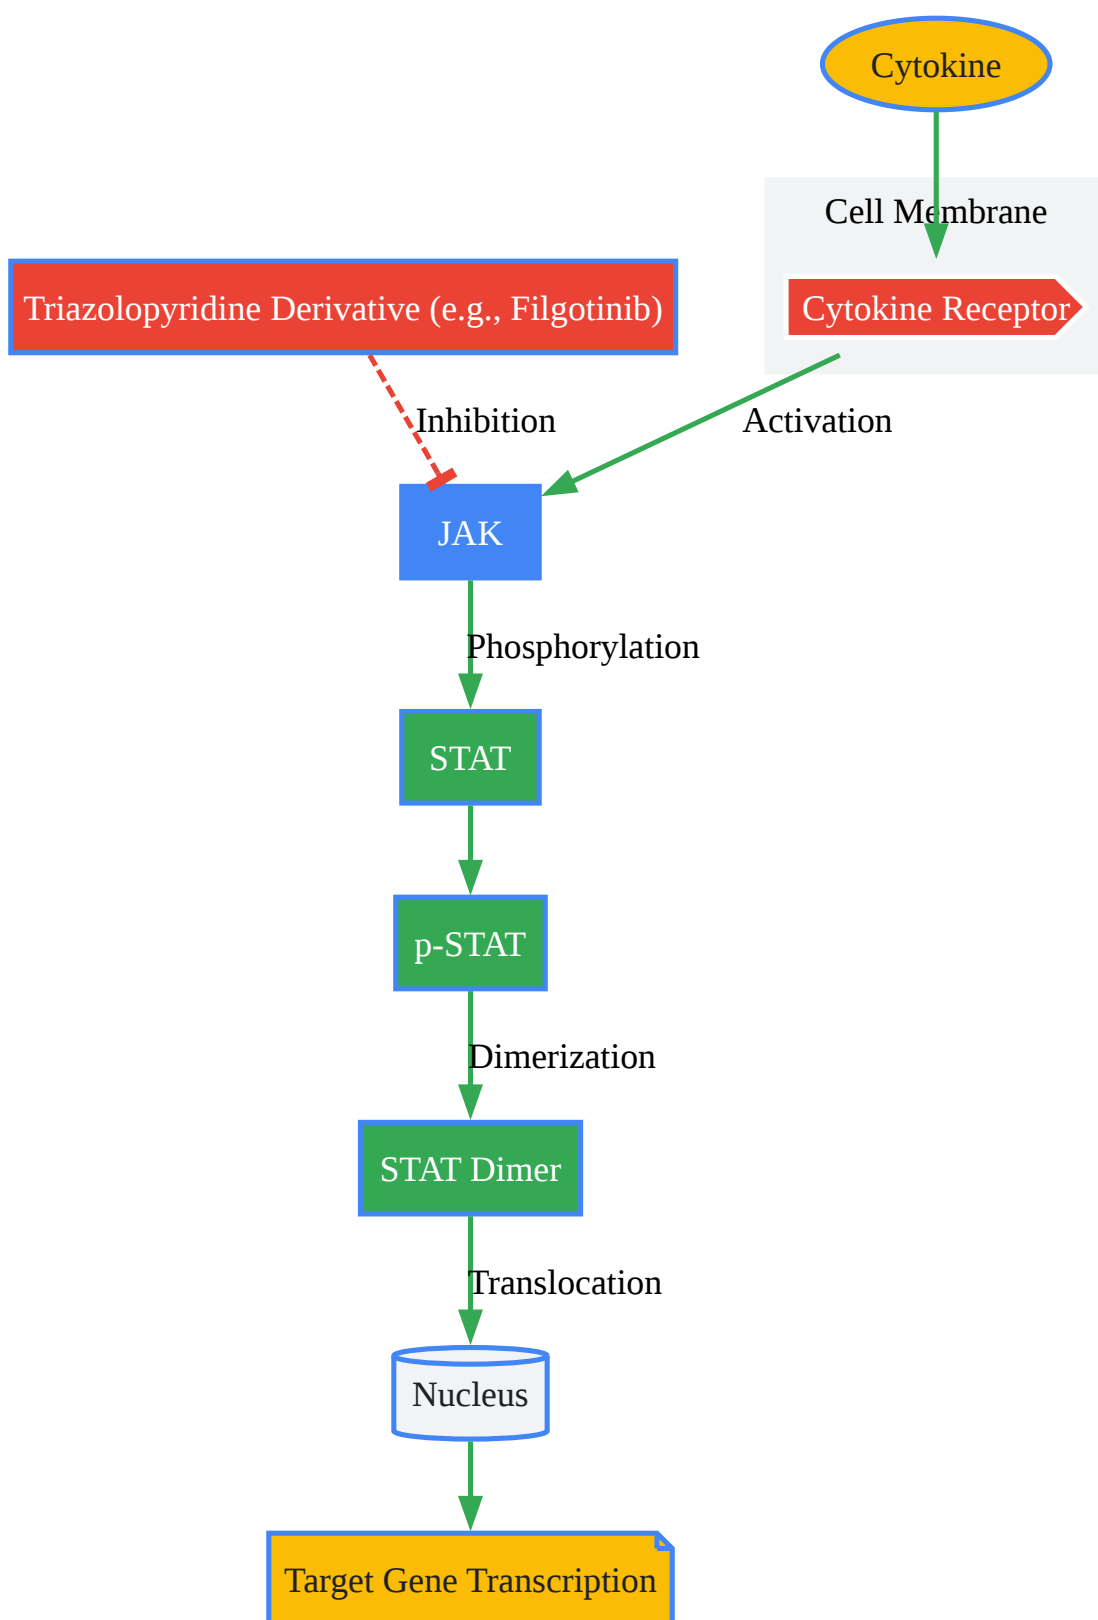 Cytokine
Cell Membrane
Triazolopyridine Derivative (e.g., Filgotinib)
Cytokine Receptor
Inhibition
Activation
JAK
Phosphorylation
STAT
p-STAT
Dimerization
STAT Dimer
Translocation
Nucleus
Target Gene Transcription